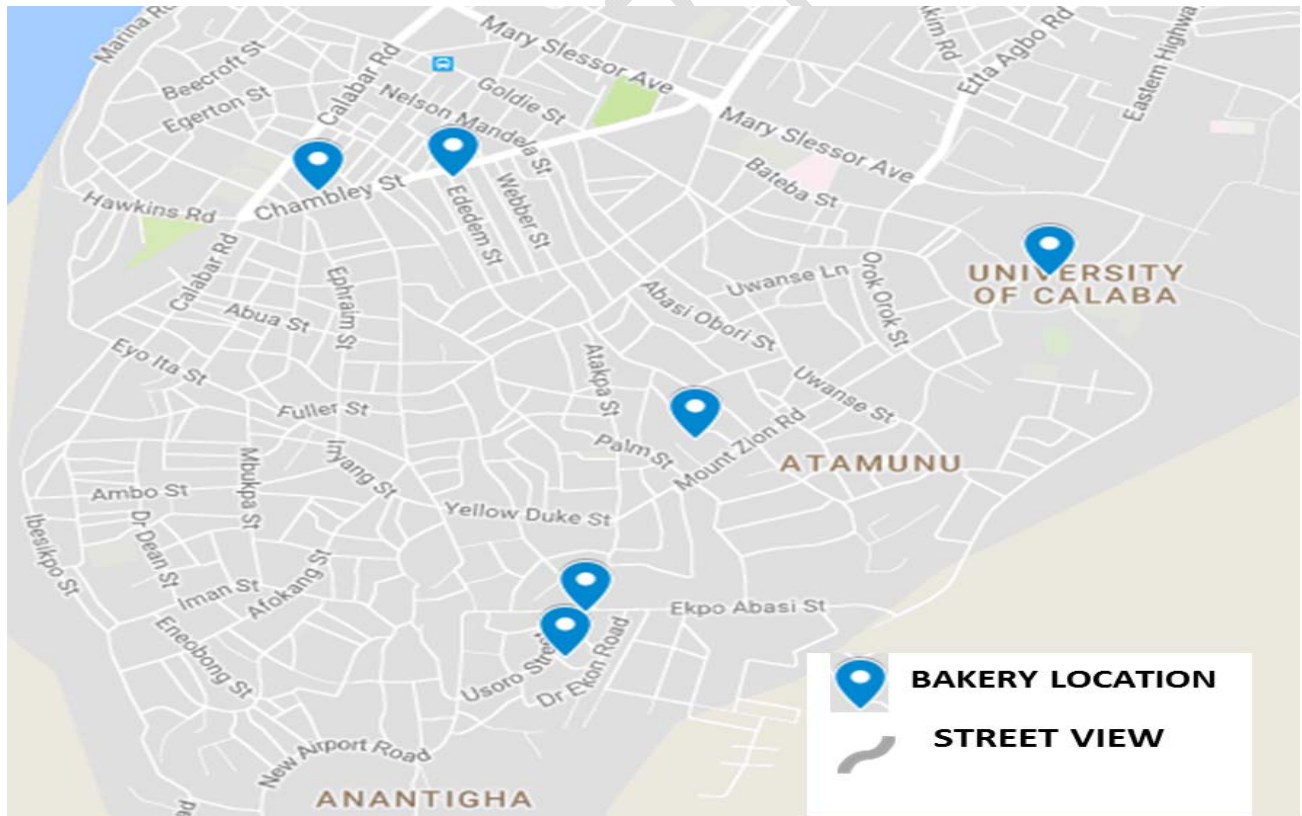 Marina Rd
Beecroft St
Egerton St
Calabar Rd
Mary Slessor Ave
Goldie St
Nelson Mandela St
Etta Agbo Rd
Mary Slessor Ave
Bateba St
Hawkins Rd
Chambley St
Ededem St
Webber St
Calabar Rd
Ephraim St
Abua St
Uwanse Ln
Orok Orok St
Abasi Obori St
UNIVERSITY
OF CALABA
Eyo Ita St
Fuller St
Atakpa St
Uwanse St
Palm St
Mount Zion Rd
ATAMUNU
Ambo St
Mbukpa St
Yellow Duke St
Ibesikpo St
Dr Dean St
Iman St
Afokang St
Ekpo Abasi St
Eneobong St
Usoro Stre
Dr Ekon Road
New Airport Road
ANANTIGHA
BAKERY LOCATION
STREET VIEW